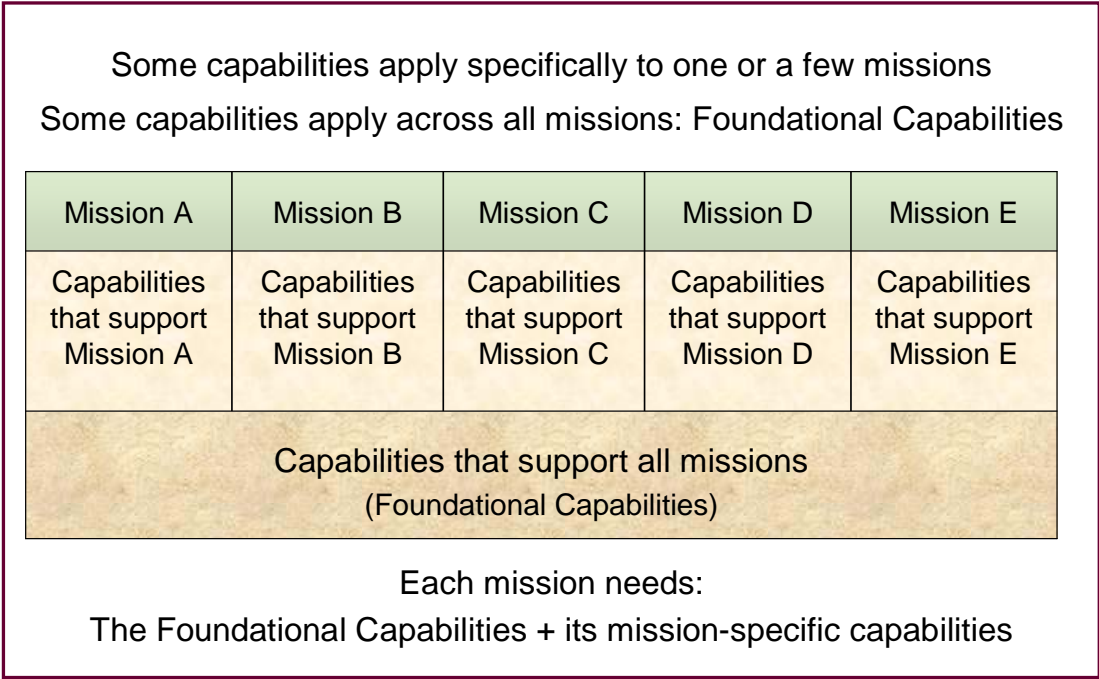 Some capabilities apply specifically to one or a few missions
Some capabilities apply across all missions: Foundational Capabilities
Mission A
Mission B
Mission C
Mission D
Mission E
Capabilities
that support
Mission A
Capabilities
that support
Mission B
Capabilities
that support
Mission C
Capabilities
that support
Mission D
Capabilities
that support
Mission E
Capabilities that support all missions
(Foundational Capabilities)
Each mission needs:
The Foundational Capabilities + its mission-specific capabilities